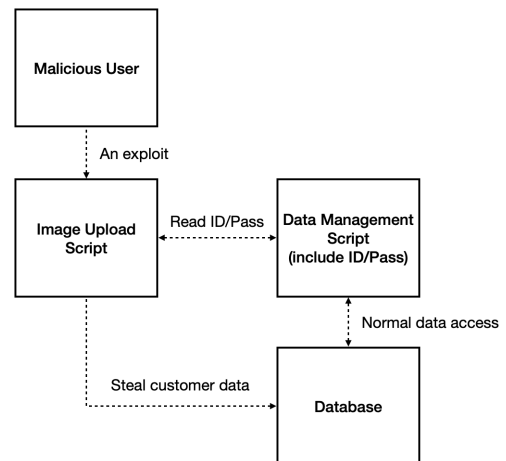 Malicious User
An exploit
Image Upload
Script
Read ID/Pass
Data Management
Script
(include ID/Pass)
Normal data access
Steal customer data
Database